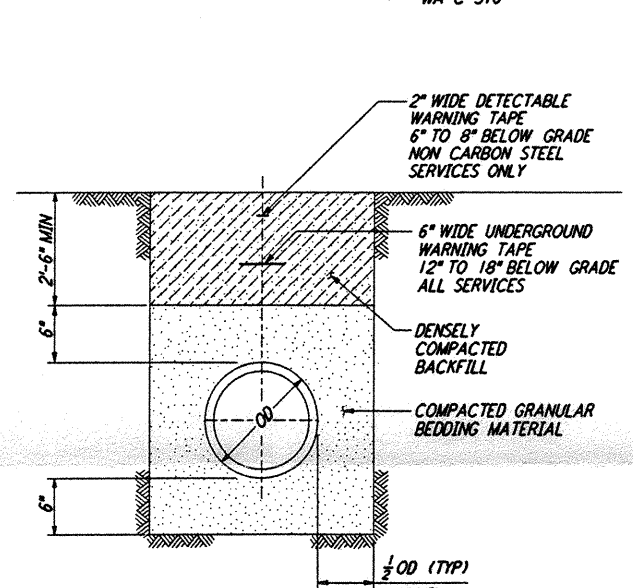 2" WIDE DETECTABLE
WARNING TAPE
6" TO 8" BELOW GRADE
NON CARBON STEEL
SERVICES ONLY
2'-6" MIN
6" WIDE UNDERGROUND
WARNING TAPE
12" TO 18" BELOW GRADE
ALL SERVICES
6"
DENSELY
COMPACTED
BACKFILL
OD
COMPACTED GRANULAR
BEDDING MATERIAL
6"
1/2 OD (TYP)